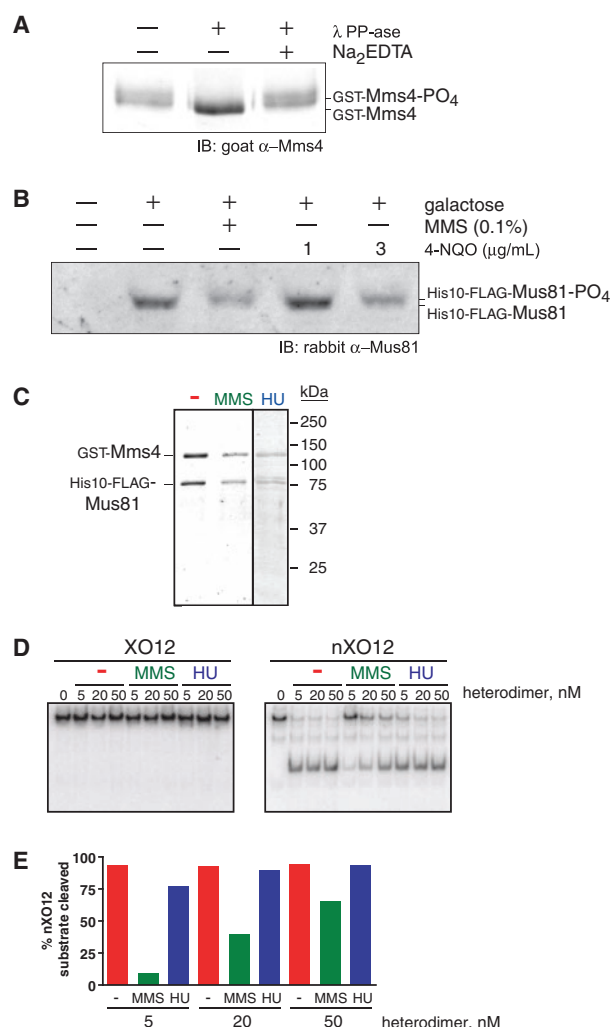 A
— + + λ PP-ase
— — + Na₂EDTA
GST-Mms4-PO₄
GST-Mms4
IB: goat α–Mms4
B
— + + + + galactose
— — + — — MMS (0.1%)
— — — 1 3 4-NQO (μg/mL)
His10-FLAG-Mus81-PO₄
His10-FLAG-Mus81
IB: rabbit α–Mus81
C
- MMS HU kDa
250
GST-Mms4
150
100
His10-FLAG-
Mus81
75
37
25
D
XO12 nXO12
- MMS HU - MMS HU
0 5 20 50 5 20 50 5 20 50 0 5 20 50 5 20 50 5 20 50 heterodimer, nM
E
% nXO12
substrate cleaved
100
75
50
25
0
- MMS HU - MMS HU - MMS HU
5 20 50 heterodimer, nM